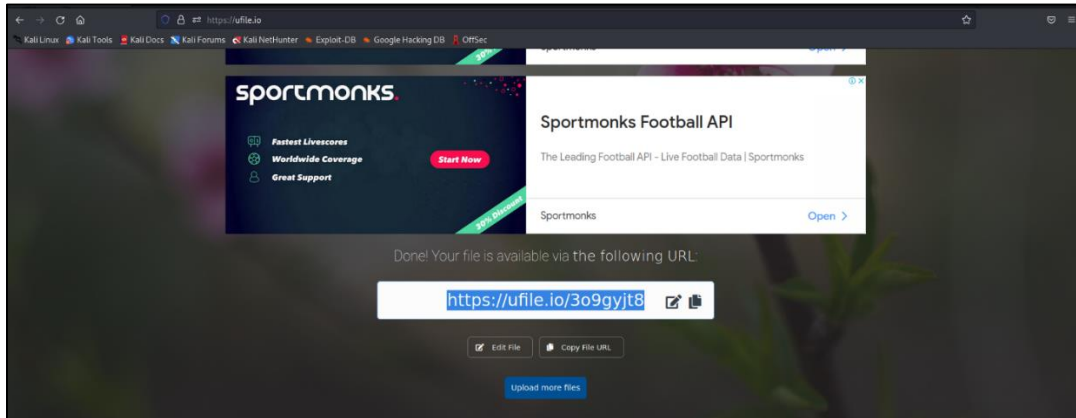 https://ufile.io
Kali Linux Kali Tools Kali Docs Kali Forums Kali NetHunter Exploit-DB Google Hacking DB OffSec
30%
Open >
sportmonks.
Fastest Livescores
Worldwide Coverage
Great Support
Start Now
30% Discount
Sportmonks Football API
The Leading Football API - Live Football Data | Sportmonks
Sportmonks
Open >
Done! Your file is available via the following URL:
https://ufile.io/3o9gyjt8
Edit File
Copy File URL
Upload more files